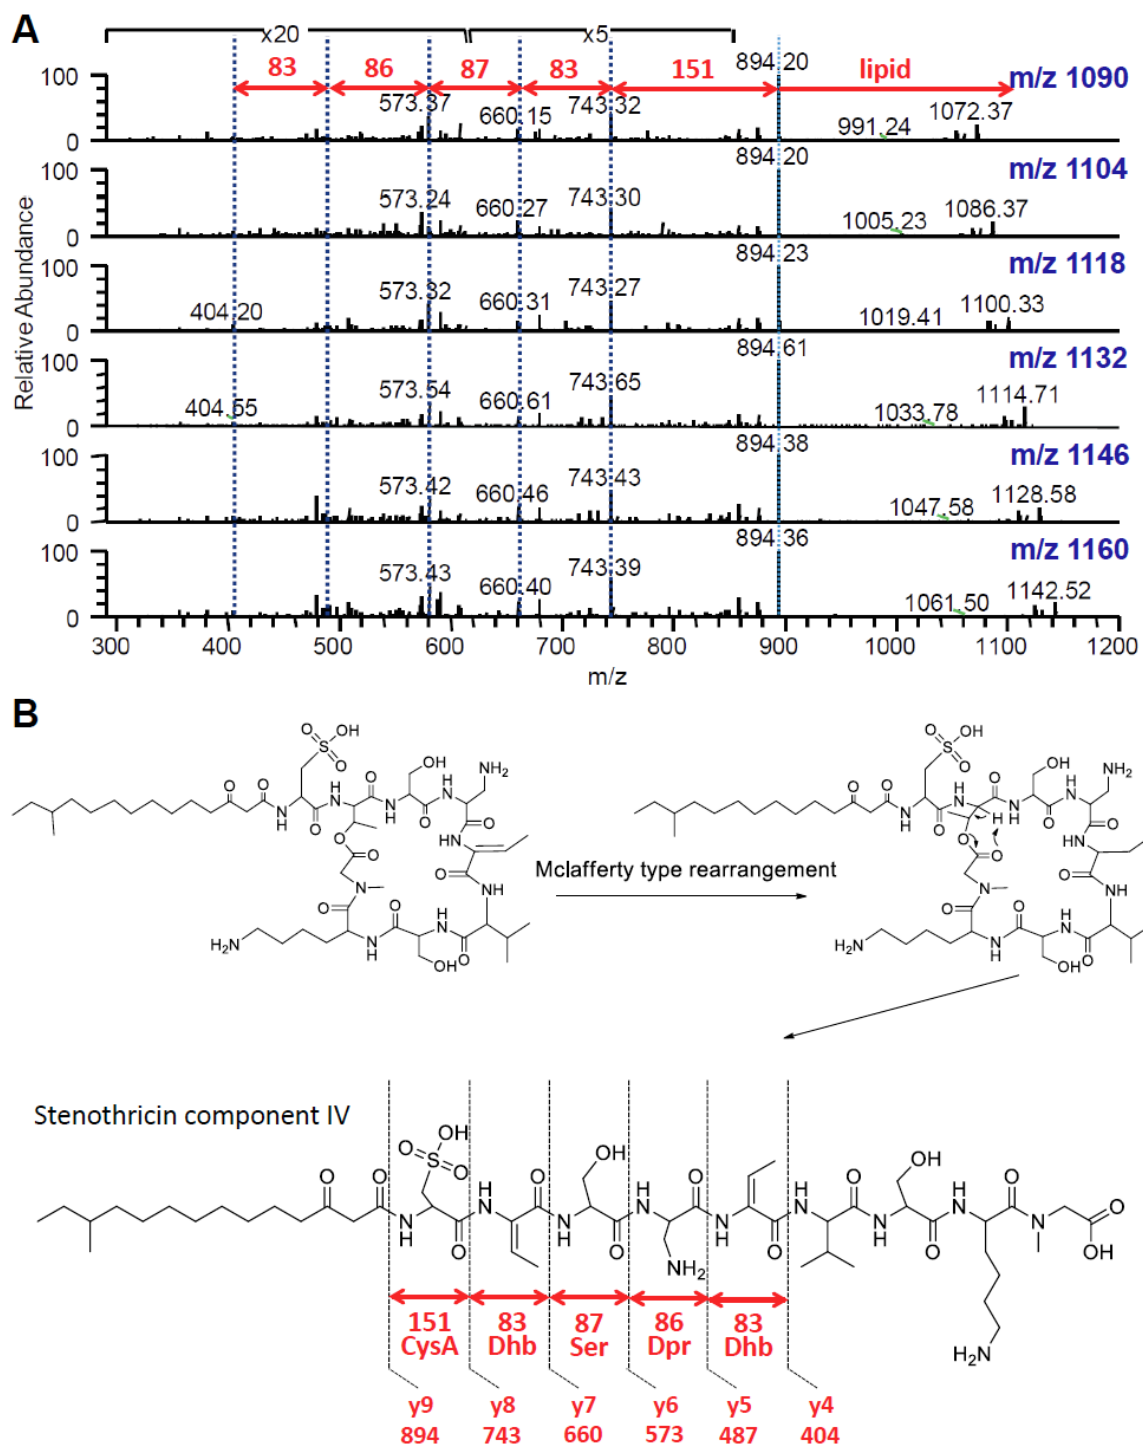 A
x20 x5
83 86 87 83 151 894.20 lipid m/z 1090
100 573.37 660.15 743.32 991.24 1072.37
0
894.20 m/z 1104
100 573.24 660.27 743.30 1005.23 1086.37
0
894.23 m/z 1118
100 404.20 573.32 660.31 743.27 1019.41 1100.33
0
894.61 m/z 1132
100 404.55 573.54 660.61 743.65 1033.78 1114.71
0
894.38 m/z 1146
100 573.42 660.46 743.43 1047.58 1128.58
0
894.36 m/z 1160
100 573.43 660.40 743.39 1061.50 1142.52
0
Relative Abundance
300 400 500 600 700 800 900 1000 1100 1200
m/z
B
Mclafferty type rearrangement
Stenothricin component IV
151 83 87 86 83
CysA Dhb Ser Dpr Dhb
y9 y8 y7 y6 y5 y4
894 743 660 573 487 404